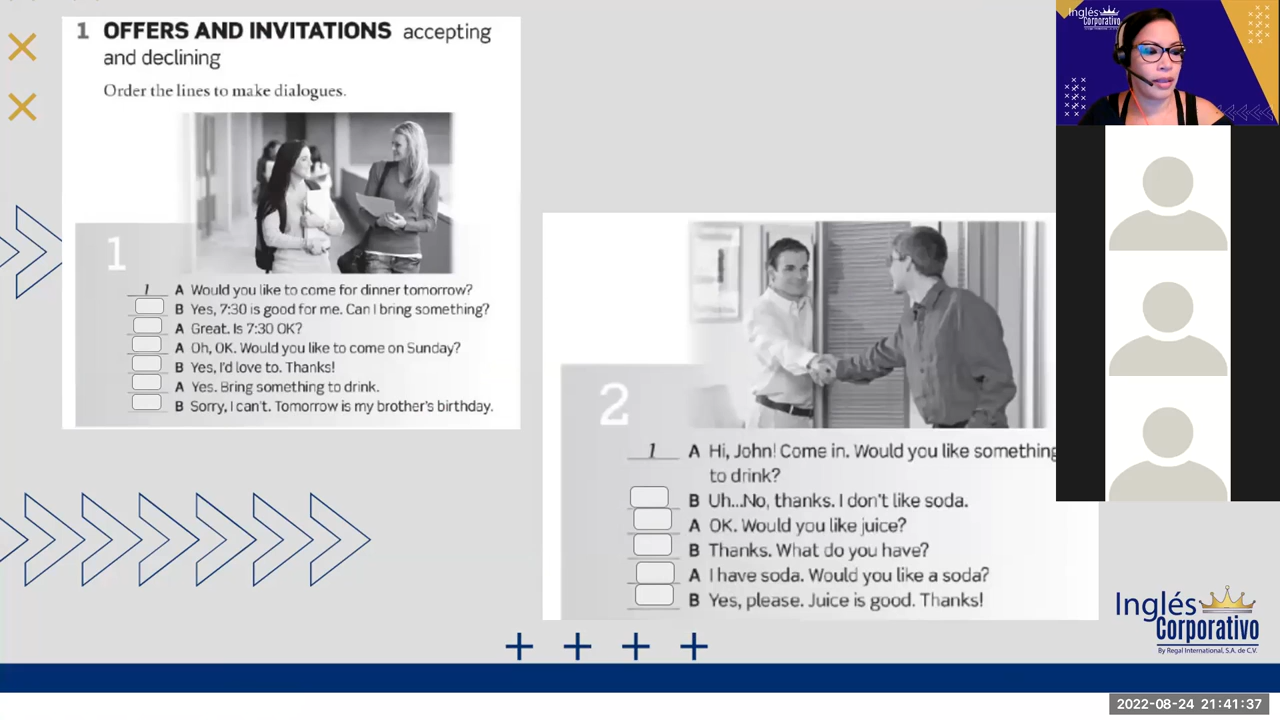 1 OFFERS AND INVITATIONS accepting
and declining
Order the lines to make dialogues.
1
1 A Would you like to come for dinner tomorrow?
B Yes, 7:30 is good for me. Can I bring something?
A Great. Is 7:30 OK?
A Oh, OK. Would you like to come on Sunday?
B Yes, I'd love to. Thanks!
A Yes. Bring something to drink.
B Sorry, I can't. Tomorrow is my brother's birthday.
2
1 A Hi, John! Come in. Would you like something
to drink?
B Uh...No, thanks. I don't like soda.
A OK. Would you like juice?
B Thanks. What do you have?
A I have soda. Would you like a soda?
B Yes, please. Juice is good. Thanks!
Inglés
Corporativo
Inglés
Corporativo
By Regal International, S.A. de C.V.
2022-08-24 21:41:37